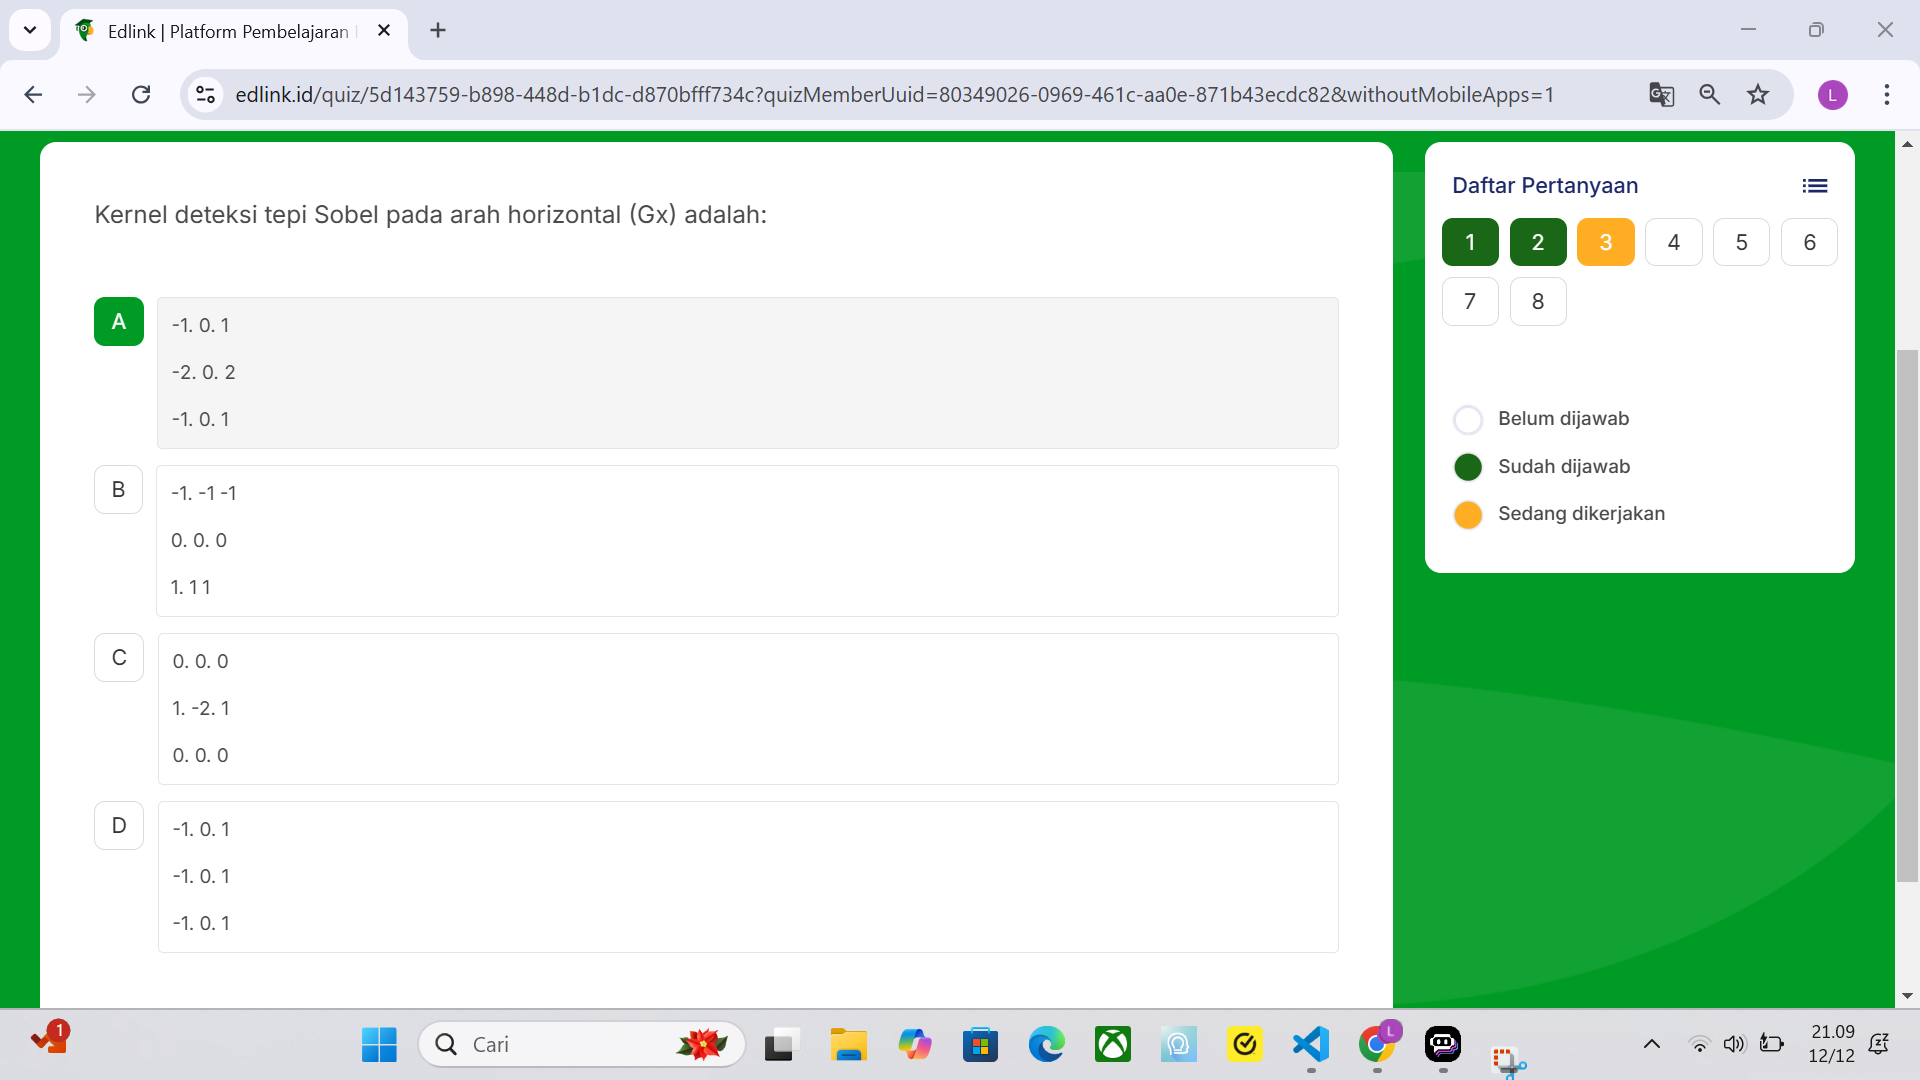 Edlink | Platform Pembelajaran
edlink.id/quiz/5d143759-b898-448d-b1dc-d870bfff734c?quizMemberUuid=80349026-0969-461c-aa0e-871b43ecdc82&withoutMobileApps=1
L
Kernel deteksi tepi Sobel pada arah horizontal (Gx) adalah:
A
-1. 0. 1
-2. 0. 2
-1. 0. 1
B
-1. -1 -1
0. 0. 0
1. 1 1
C
0. 0. 0
1. -2. 1
0. 0. 0
D
-1. 0. 1
-1. 0. 1
-1. 0. 1
Daftar Pertanyaan
1 2 3 4 5 6
7 8
Belum dijawab
Sudah dijawab
Sedang dikerjakan
1
Cari
L
21.09
12/12